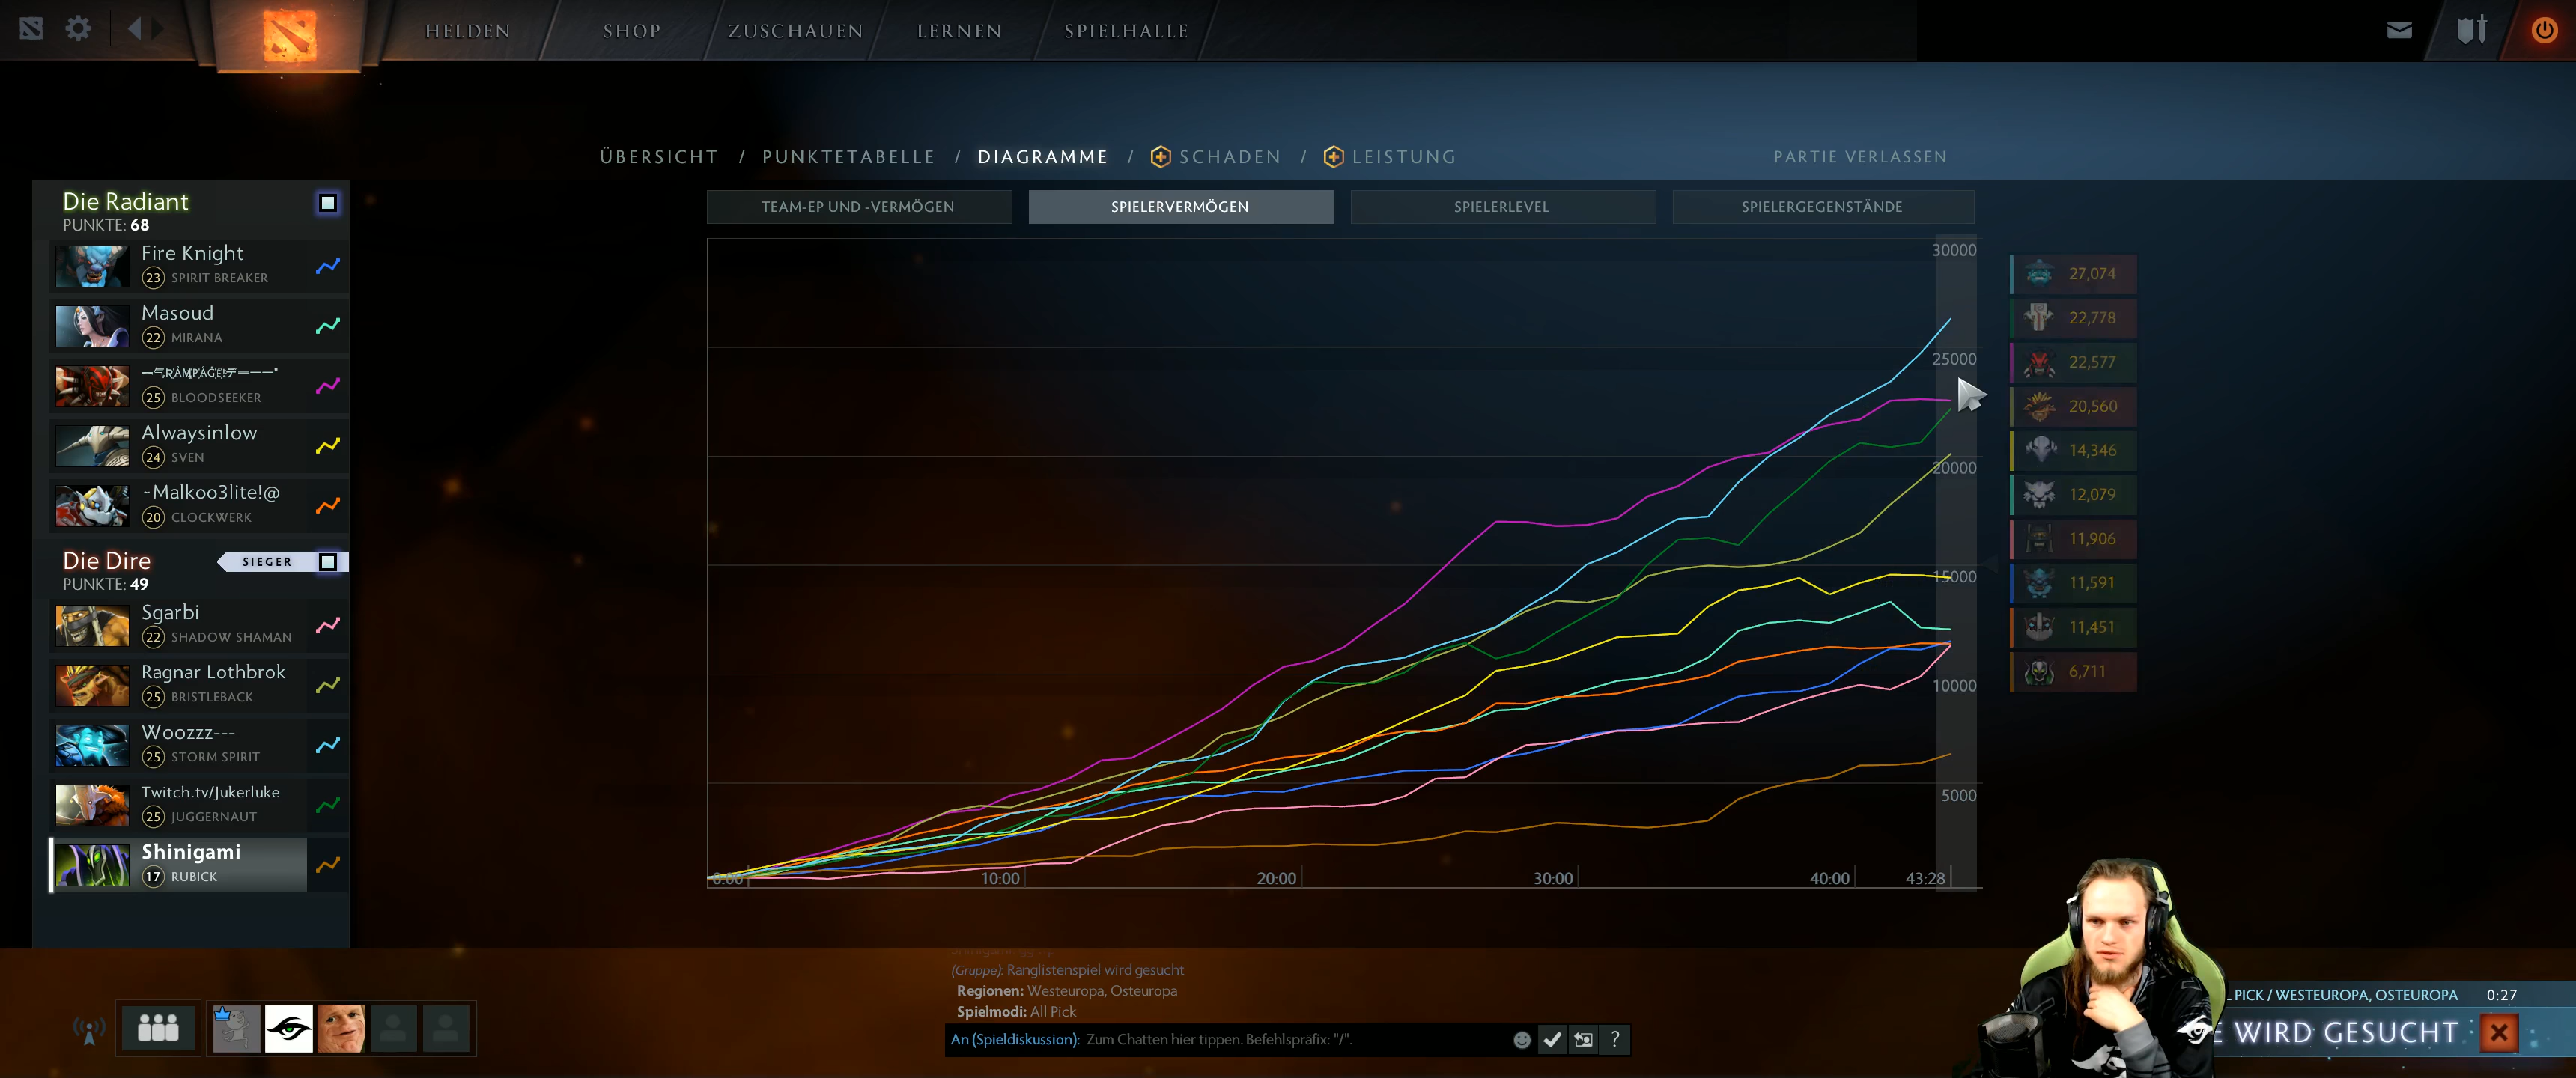 HELDEN
SHOP
ZUSCHAUEN
LERNEN
SPIELHALLE
ÜBERSICHT / PUNKTETABELLE / DIAGRAMME / SCHADEN / LEISTUNG
PARTIE VERLASSEN
TEAM-EP UND -VERMÖGEN
SPIELERVERMÖGEN
SPIELERLEVEL
SPIELERGEGENSTÄNDE
Die Radiant
PUNKTE: 68
Fire Knight
23 SPIRIT BREAKER
Masoud
22 MIRANA
25 BLOODSEEKER
Alwaysinlow
24 SVEN
~Malkoo3lite!@
20 CLOCKWERK
Die Dire
SIEGER
PUNKTE: 49
Sgarbi
22 SHADOW SHAMAN
Ragnar Lothbrok
25 BRISTLEBACK
Woozzz---
25 STORM SPIRIT
Twitch.tv/Jukerluke
25 JUGGERNAUT
Shinigami
17 RUBICK
30000
25000
20000
15000
10000
5000
0:00
10:00
20:00
30:00
40:00
43:28
27,074
22,778
22,577
20,560
14,346
12,079
11,906
11,591
11,451
6,711
(Gruppe): Ranglistenspiel wird gesucht
Regionen: Westeuropa, Osteuropa
Spielmodi: All Pick
An (Spieldiskussion): Zum Chatten hier tippen. Befehlspräfix: "/".
?
PICK / WESTEUROPA, OSTEUROPA 0:27
E WIRD GESUCHT